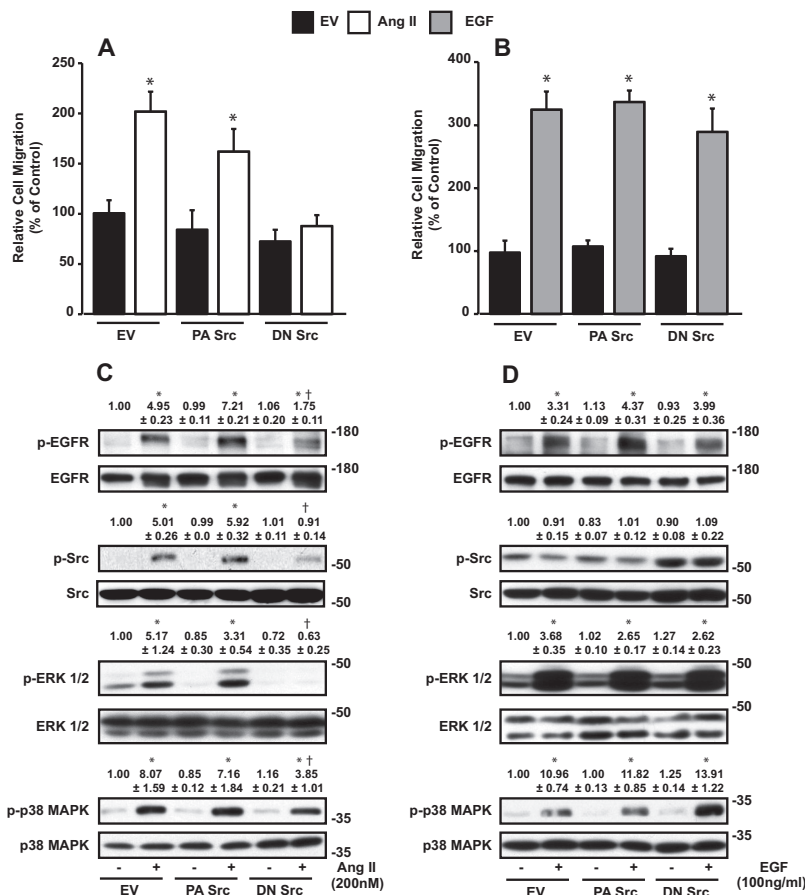 EV Ang II EGF
A
Relative Cell Migration
(% of Control)
250
200
150
100
50
0
*
*
EV PA Src DN Src
B
Relative Cell Migration
(% of Control)
400
300
200
100
0
*
*
*
EV PA Src DN Src
C
* * * †
1.00 4.95 0.99 7.21 1.06 1.75
± 0.23 ± 0.11 ± 0.21 ± 0.20 ± 0.11
p-EGFR -180
EGFR -180
* * †
1.00 5.01 0.99 5.92 1.01 0.91
± 0.26 ± 0.0 ± 0.32 ± 0.11 ± 0.14
p-Src -50
Src -50
* * †
1.00 5.17 0.85 3.31 0.72 0.63
± 1.24 ± 0.30 ± 0.54 ± 0.35 ± 0.25
p-ERK 1/2 -50
ERK 1/2 -50
* * * †
1.00 8.07 0.85 7.16 1.16 3.85
± 1.59 ± 0.12 ± 1.84 ± 0.21 ± 1.01
p-p38 MAPK -35
p38 MAPK -35
- + - + - + Ang II
(200nM)
EV PA Src DN Src
D
* * *
1.00 3.31 1.13 4.37 0.93 3.99
± 0.24 ± 0.09 ± 0.31 ± 0.25 ± 0.36
p-EGFR -180
EGFR -180
1.00 0.91 0.83 1.01 0.90 1.09
± 0.15 ± 0.07 ± 0.12 ± 0.08 ± 0.22
p-Src -50
Src -50
* * *
1.00 3.68 1.02 2.65 1.27 2.62
± 0.35 ± 0.10 ± 0.17 ± 0.14 ± 0.23
p-ERK 1/2 -50
ERK 1/2 -50
* * *
1.00 10.96 1.00 11.82 1.25 13.91
± 0.74 ± 0.13 ± 0.85 ± 0.14 ± 1.22
p-p38 MAPK -35
p38 MAPK -35
- + - + - + EGF
(100ng/ml)
EV PA Src DN Src